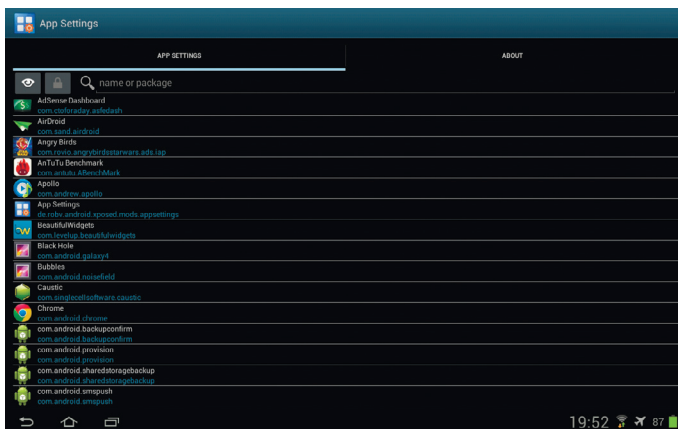 App Settings
APP SETTINGS
ABOUT
name or package
AdSense Dashboard
com.ctoforaday.asfedash
AirDroid
com.sand.airdroid
Angry Birds
com.rovio.angrybirdsstarwars.ads.iap
AnTuTu Benchmark
com.antutu.ABenchMark
Apollo
com.andrew.apollo
App Settings
de.robv.android.xposed.mods.appsettings
BeautifulWidgets
com.levelup.beautifulwidgets
Black Hole
com.android.galaxy4
Bubbles
com.android.noisefield
Caustic
com.singlecellsoftware.caustic
Chrome
com.android.chrome
com.android.backupconfirm
com.android.backupconfirm
com.android.provision
com.android.provision
com.android.sharedstoragebackup
com.android.sharedstoragebackup
com.android.smspush
com.android.smspush
19:52 87